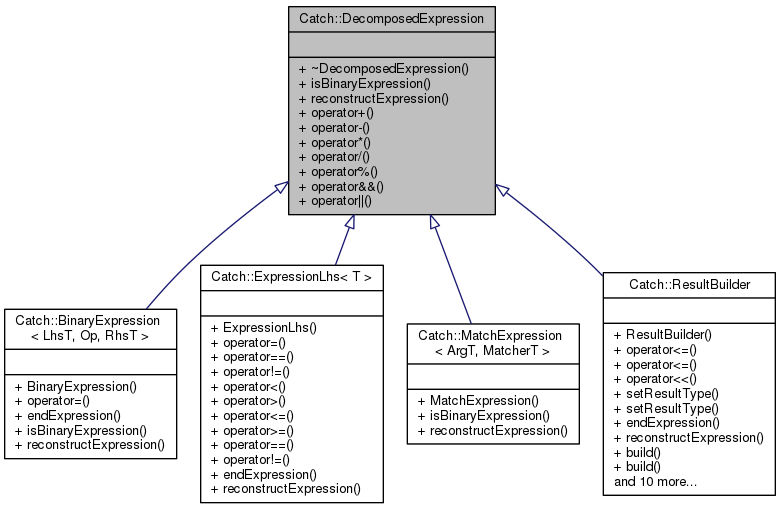 Catch::DecomposedExpression
+ ~DecomposedExpression()
+ isBinaryExpression()
+ reconstructExpression()
+ operator+()
+ operator-()
+ operator*()
+ operator/()
+ operator%()
+ operator&&()
+ operator||()
Catch::BinaryExpression
< LhsT, Op, RhsT >
+ BinaryExpression()
+ operator=()
+ endExpression()
+ isBinaryExpression()
+ reconstructExpression()
Catch::ExpressionLhs< T >
+ ExpressionLhs()
+ operator=()
+ operator==()
+ operator!=()
+ operator<()
+ operator>()
+ operator<=()
+ operator>=()
+ operator==()
+ operator!=()
+ endExpression()
+ reconstructExpression()
Catch::MatchExpression
< ArgT, MatcherT >
+ MatchExpression()
+ isBinaryExpression()
+ reconstructExpression()
Catch::ResultBuilder
+ ResultBuilder()
+ operator<=()
+ operator<=()
+ operator<<()
+ setResultType()
+ setResultType()
+ endExpression()
+ reconstructExpression()
+ build()
+ build()
and 10 more...